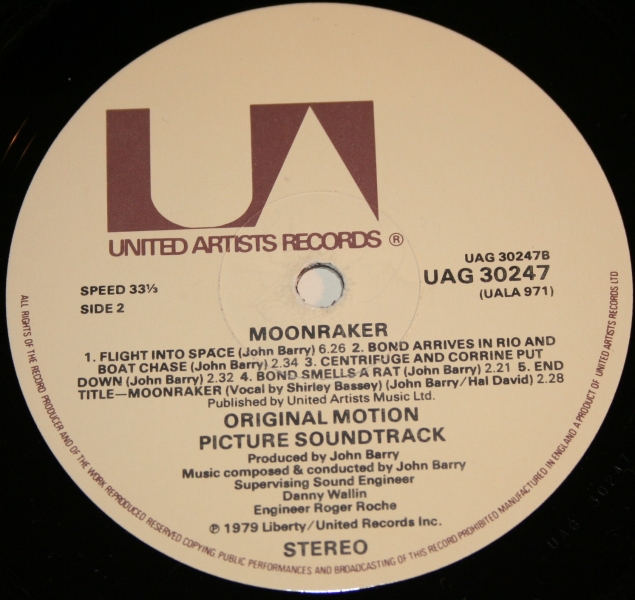 UA
UNITED ARTISTS RECORDS ®
SPEED 33⅓
SIDE 2
UAG 30247B
UAG 30247
(UALA 971)
MOONRAKER
1. FLIGHT INTO SPACE (John Barry) 6.26 2. BOND ARRIVES IN RIO AND
BOAT CHASE (John Barry) 2.34 3. CENTRIFUGE AND CORRINE PUT
DOWN (John Barry) 2.32 4. BOND SMELLS A RAT (John Barry) 2.21 5. END
TITLE—MOONRAKER (Vocal by Shirley Bassey) (John Barry/Hal David) 2.28
Published by United Artists Music Ltd.
ORIGINAL MOTION
PICTURE SOUNDTRACK
Produced by John Barry
Music composed & conducted by John Barry
Supervising Sound Engineer
Danny Wallin
Engineer Roger Roche
℗ 1979 Liberty/United Records Inc.
STEREO
ALL RIGHTS OF THE RECORD PRODUCER AND OF THE WORK REPRODUCED RESERVED COPYING PUBLIC PERFORMANCES AND BROADCASTING OF THIS RECORD PROHIBITED MANUFACTURED IN ENGLAND A PRODUCT OF UNITED ARTISTS RECORDS LTD